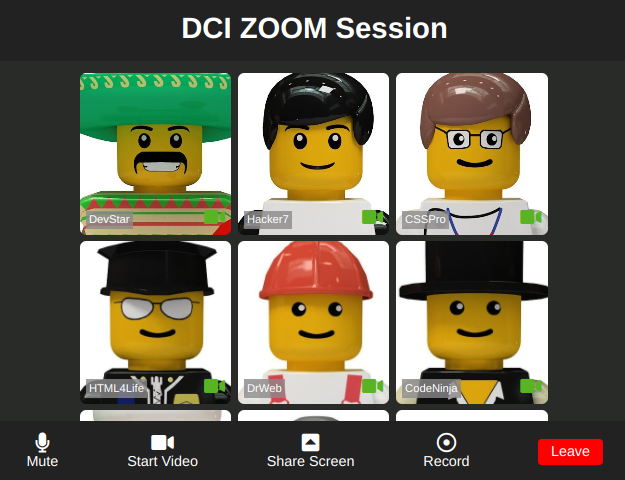 DCI ZOOM Session
DevStar
Hacker7
CSSPro
HTML4Life
DrWeb
CodeNinja
Mute
Start Video
Share Screen
Record
Leave